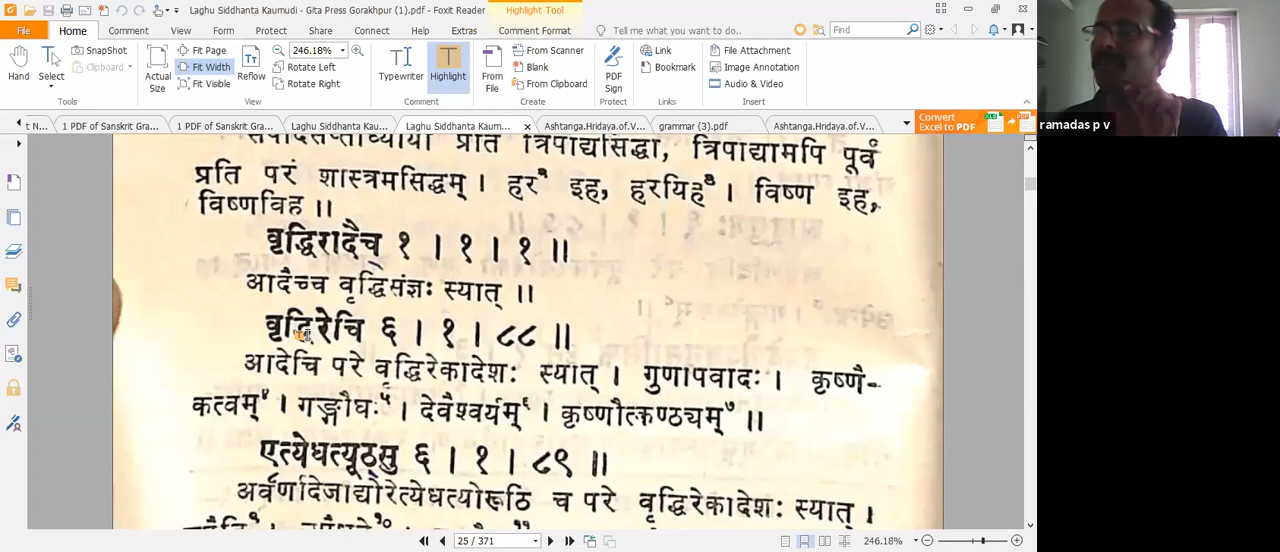 Laghu Siddhanta Kaumudi - Gita Press Gorakhpur (1).pdf - Foxit Reader
Highlight Tool
File Home Comment View Form Protect Share Connect Help Extras Comment Format Tell me what you want to do... Find
SnapShot Fit Page 246.18% From Scanner Link File Attachment
Clipboard Fit Width Rotate Left Blank Bookmark Image Annotation
Fit Visible Rotate Right From Clipboard Audio & Video
Hand Select Actual Size Reflow Typewriter Highlight From File PDF Sign
Tools View Comment Create Protect Links Insert
t N... 1 PDF of Sanskrit Gra... 1 PDF of Sanskrit Gra... Laghu Siddhanta Kau... Laghu Siddhanta Kaum... Ashtanga.Hridaya.of.V... grammar (3).pdf Ashtanga.Hridaya.of.V...
Convert Excel to PDF
ramadas p v
प्रति त्रिपाद्यसिद्धा, त्रिपाद्यामपि पूर्वं
प्रति परं शास्त्रमसिद्धम् । हर इह, हरयिह । विष्ण इह,
विष्णविह ॥
वृद्धिरादैच् १ । १ । १ ॥
आदैच्च वृद्धिसंज्ञः स्यात् ॥
वृद्धिरेचि ६ । १ । ८८ ॥
आदेचि परे वृद्धिरेकादेशः स्यात् । गुणापवादः । कृष्णै-
कत्वम्४ । गङ्गौघः५ । देवैश्वर्यम्६ । कृष्णौत्कण्ठ्यम्७ ॥
एत्येधत्यूठ्सु ६ । १ । ८९ ॥
अवर्णादेजाद्योरेत्येधत्योरूठि च परे वृद्धिरेकादेशः स्यात् ।
25 / 371
246.18%